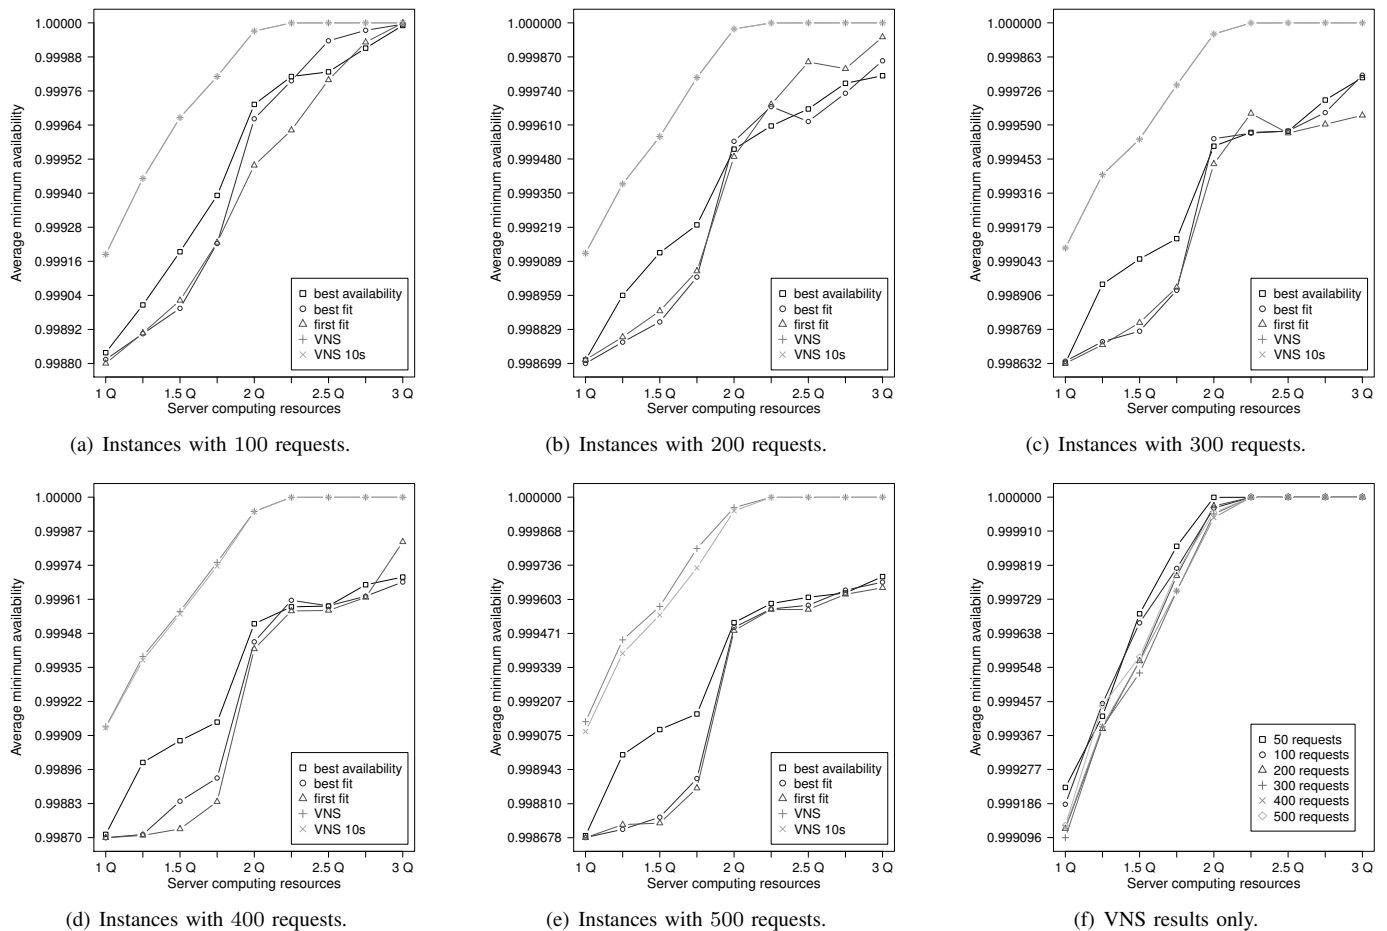 Average minimum availability
1.00000
0.99988
0.99976
0.99964
0.99952
0.99940
0.99928
0.99916
0.99904
0.99892
0.99880
best availability
best fit
first fit
VNS
VNS 10s
1 Q 1.5 Q 2 Q 2.5 Q 3 Q
Server computing resources
(a) Instances with 100 requests.
Average minimum availability
1.000000
0.999870
0.999740
0.999610
0.999480
0.999350
0.999219
0.999089
0.998959
0.998829
0.998699
best availability
best fit
first fit
VNS
VNS 10s
1 Q 1.5 Q 2 Q 2.5 Q 3 Q
Server computing resources
(b) Instances with 200 requests.
Average minimum availability
1.000000
0.999863
0.999726
0.999590
0.999453
0.999316
0.999179
0.999043
0.998906
0.998769
0.998632
best availability
best fit
first fit
VNS
VNS 10s
1 Q 1.5 Q 2 Q 2.5 Q 3 Q
Server computing resources
(c) Instances with 300 requests.
Average minimum availability
1.00000
0.99987
0.99974
0.99961
0.99948
0.99935
0.99922
0.99909
0.99896
0.99883
0.99870
best availability
best fit
first fit
VNS
VNS 10s
1 Q 1.5 Q 2 Q 2.5 Q 3 Q
Server computing resources
(d) Instances with 400 requests.
Average minimum availability
1.000000
0.999868
0.999736
0.999603
0.999471
0.999339
0.999207
0.999075
0.998943
0.998810
0.998678
best availability
best fit
first fit
VNS
VNS 10s
1 Q 1.5 Q 2 Q 2.5 Q 3 Q
Server computing resources
(e) Instances with 500 requests.
Average minimum availability
1.000000
0.999910
0.999819
0.999729
0.999638
0.999548
0.999457
0.999367
0.999277
0.999186
0.999096
50 requests
100 requests
200 requests
300 requests
400 requests
500 requests
1 Q 1.5 Q 2 Q 2.5 Q 3 Q
Server computing resources
(f) VNS results only.